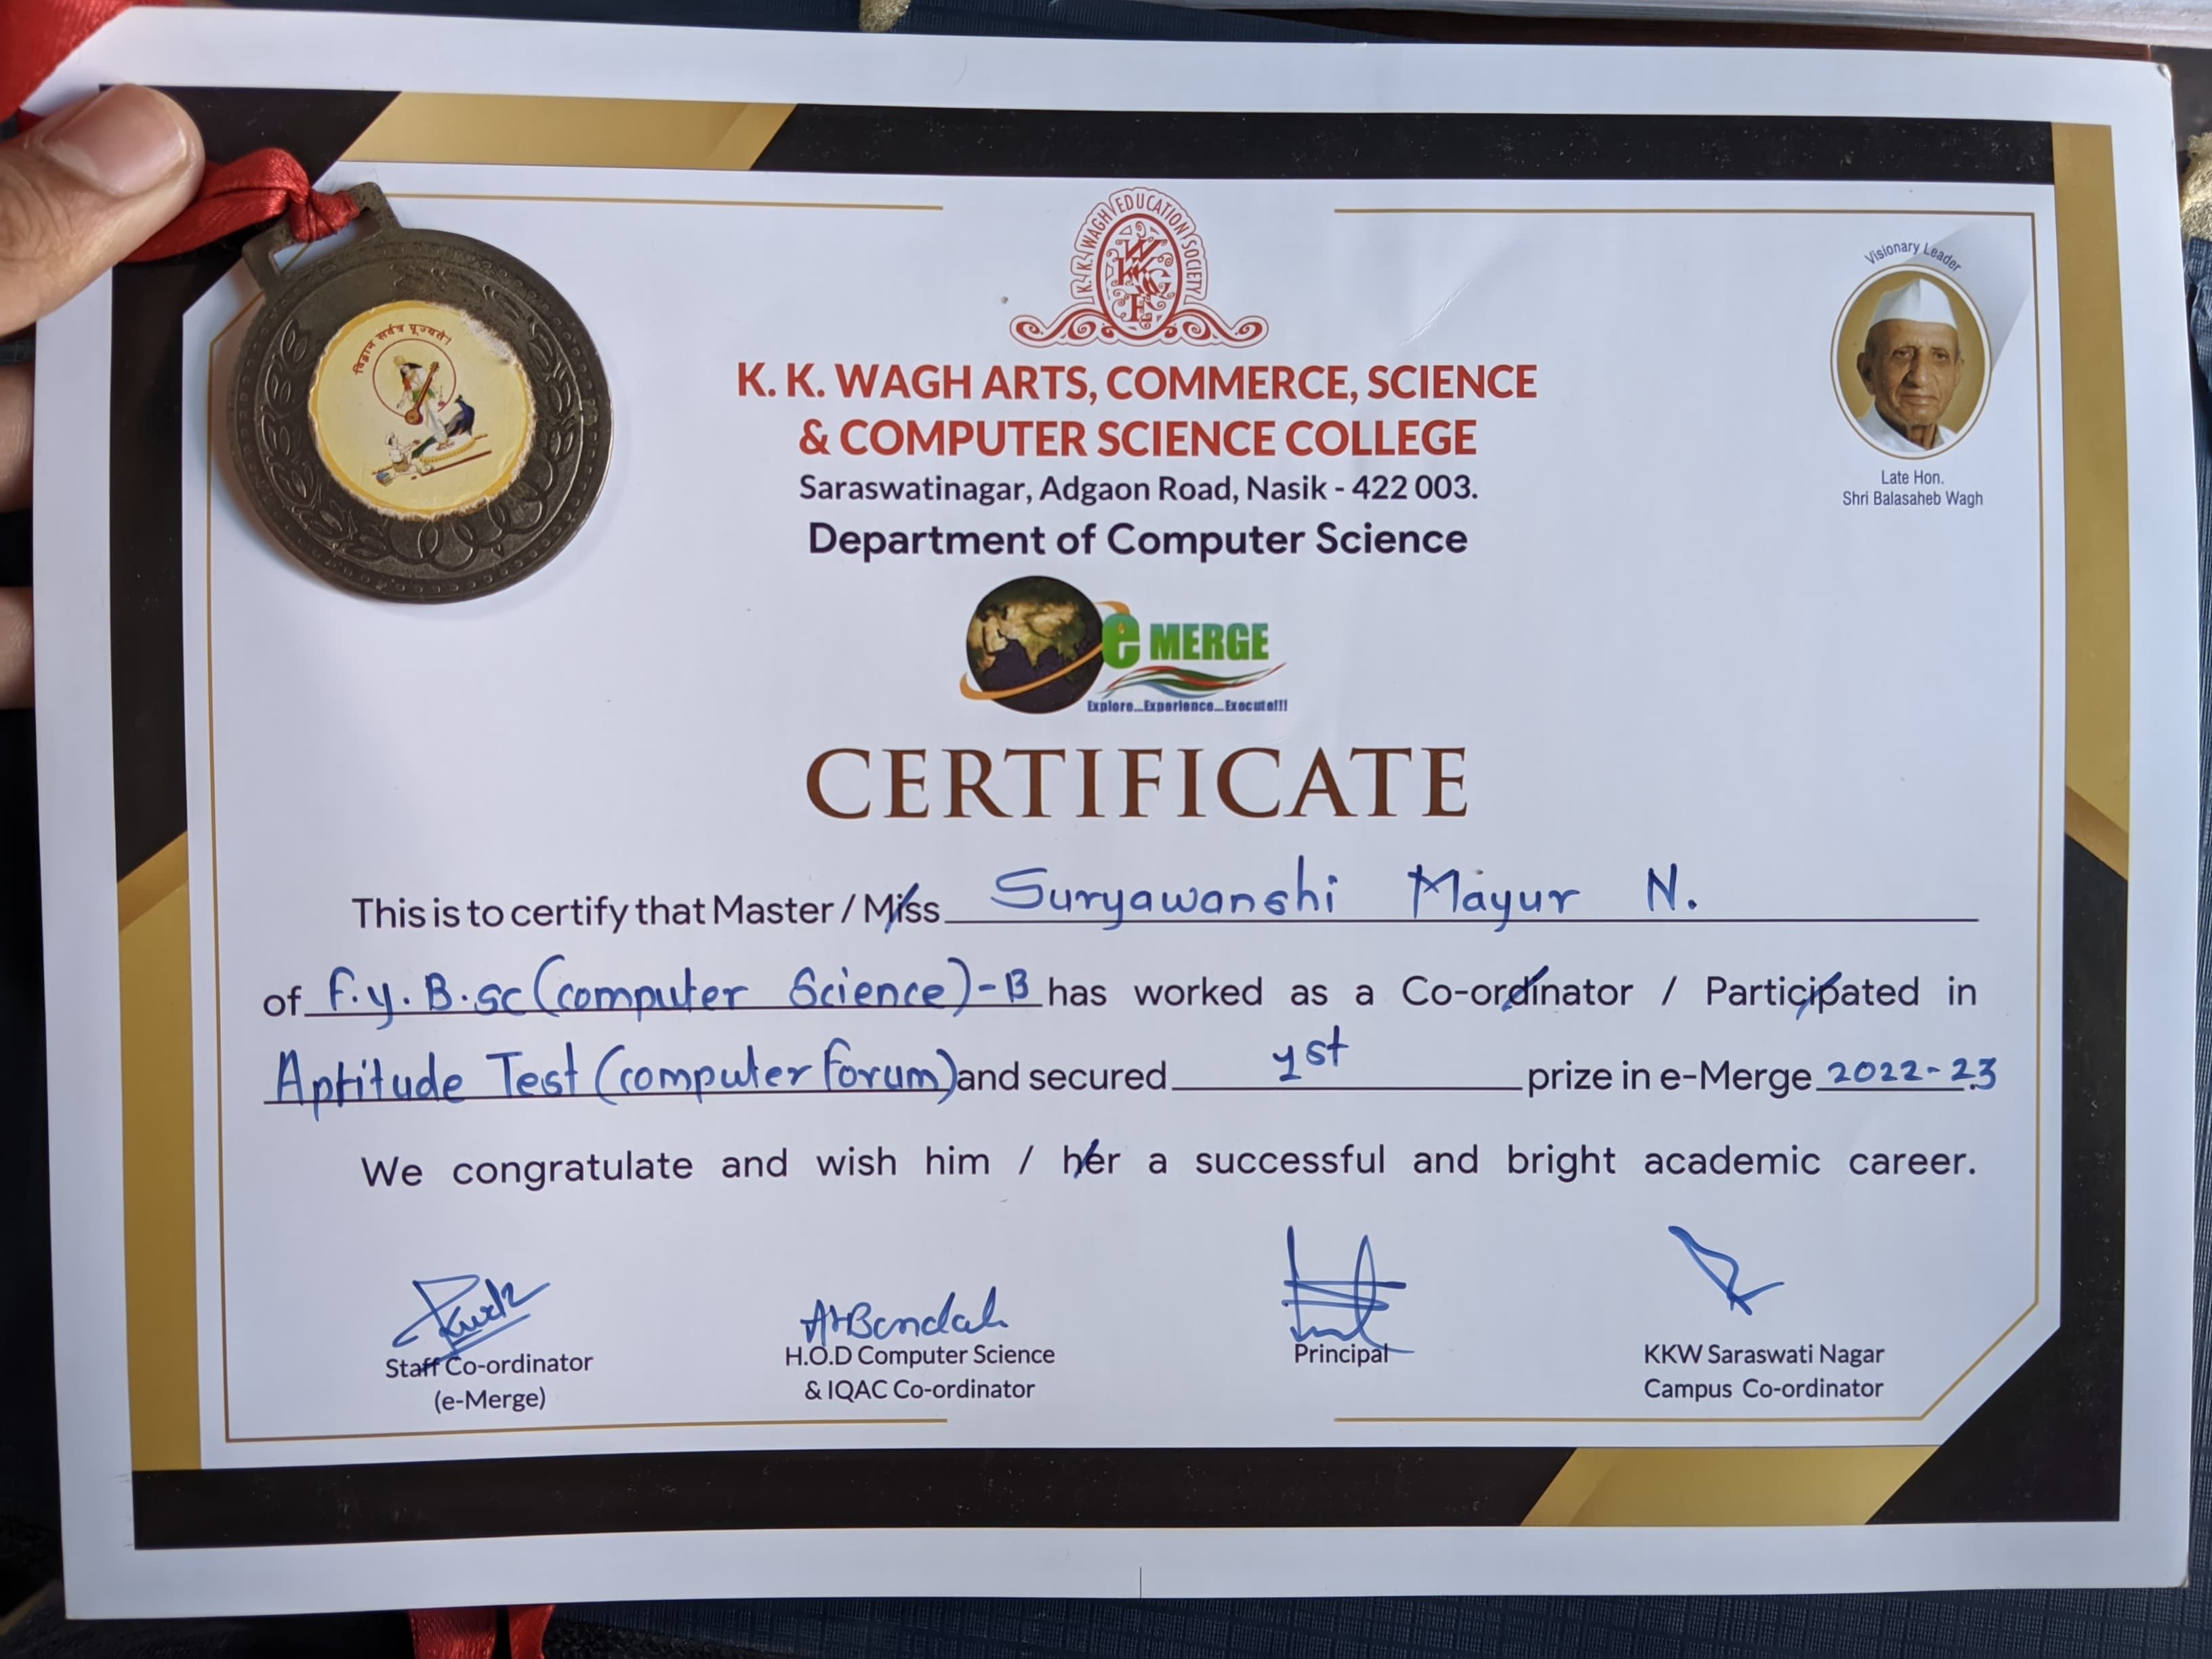 विद्वान सर्वत्र पूज्यते।
K. K. WAGH EDUCATION SOCIETY
Visionary Leader
K. K. WAGH ARTS, COMMERCE, SCIENCE
& COMPUTER SCIENCE COLLEGE
Saraswatinagar, Adgaon Road, Nasik - 422 003.
Late Hon.
Shri Balasaheb Wagh
Department of Computer Science
e MERGE
Explore...Experience...Execute!!!
CERTIFICATE
This is to certify that Master / Miss Suryawanshi Mayur N.
of F.y.B.sc (computer Science)-B has worked as a Co-ordinator / Participated in
Aptitude Test (computer Forum) and secured 1st prize in e-Merge 2022-23
We congratulate and wish him / her a successful and bright academic career.
Staff Co-ordinator
(e-Merge)
H.O.D Computer Science
& IQAC Co-ordinator
Principal
KKW Saraswati Nagar
Campus Co-ordinator